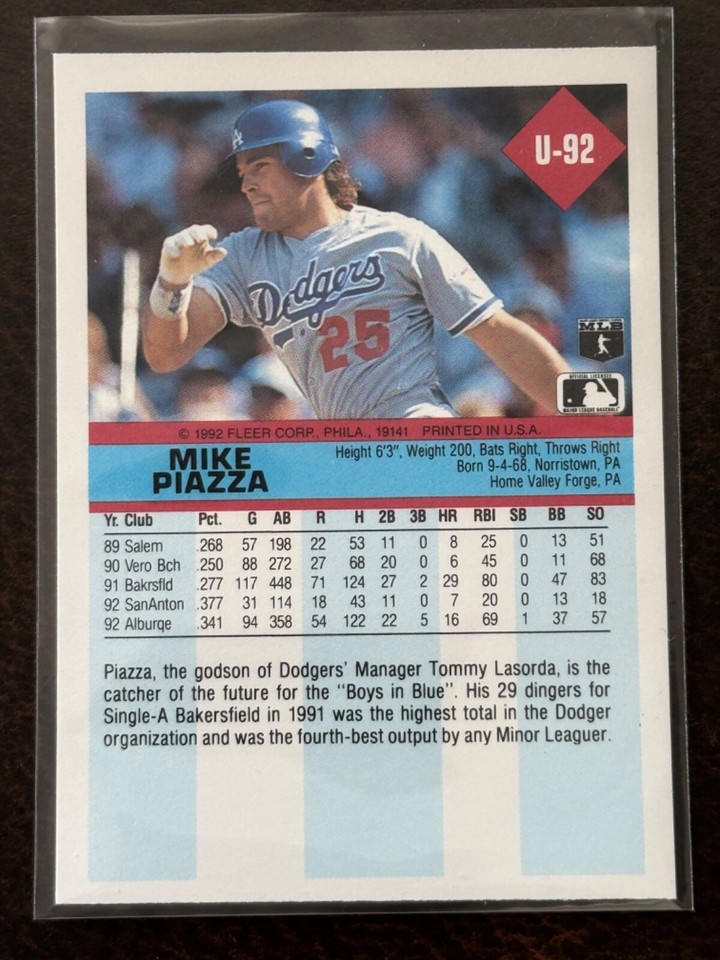 U-92
LA
Dodgers
25
MLB
OFFICIAL LICENSEE
MAJOR LEAGUE BASEBALL
© 1992 FLEER CORP., PHILA., 19141 PRINTED IN U.S.A.
MIKE
PIAZZA
Height 6'3", Weight 200, Bats Right, Throws Right
Born 9-4-68, Norristown, PA
Home Valley Forge, PA
Yr. Club Pct. G AB R H 2B 3B HR RBI SB BB SO
89 Salem .268 57 198 22 53 11 0 8 25 0 13 51
90 Vero Bch .250 88 272 27 68 20 0 6 45 0 11 68
91 Bakrsfld .277 117 448 71 124 27 2 29 80 0 47 83
92 SanAnton .377 31 114 18 43 11 0 7 20 0 13 18
92 Alburqe .341 94 358 54 122 22 5 16 69 1 37 57
Piazza, the godson of Dodgers' Manager Tommy Lasorda, is the
catcher of the future for the "Boys in Blue". His 29 dingers for
Single-A Bakersfield in 1991 was the highest total in the Dodger
organization and was the fourth-best output by any Minor Leaguer.